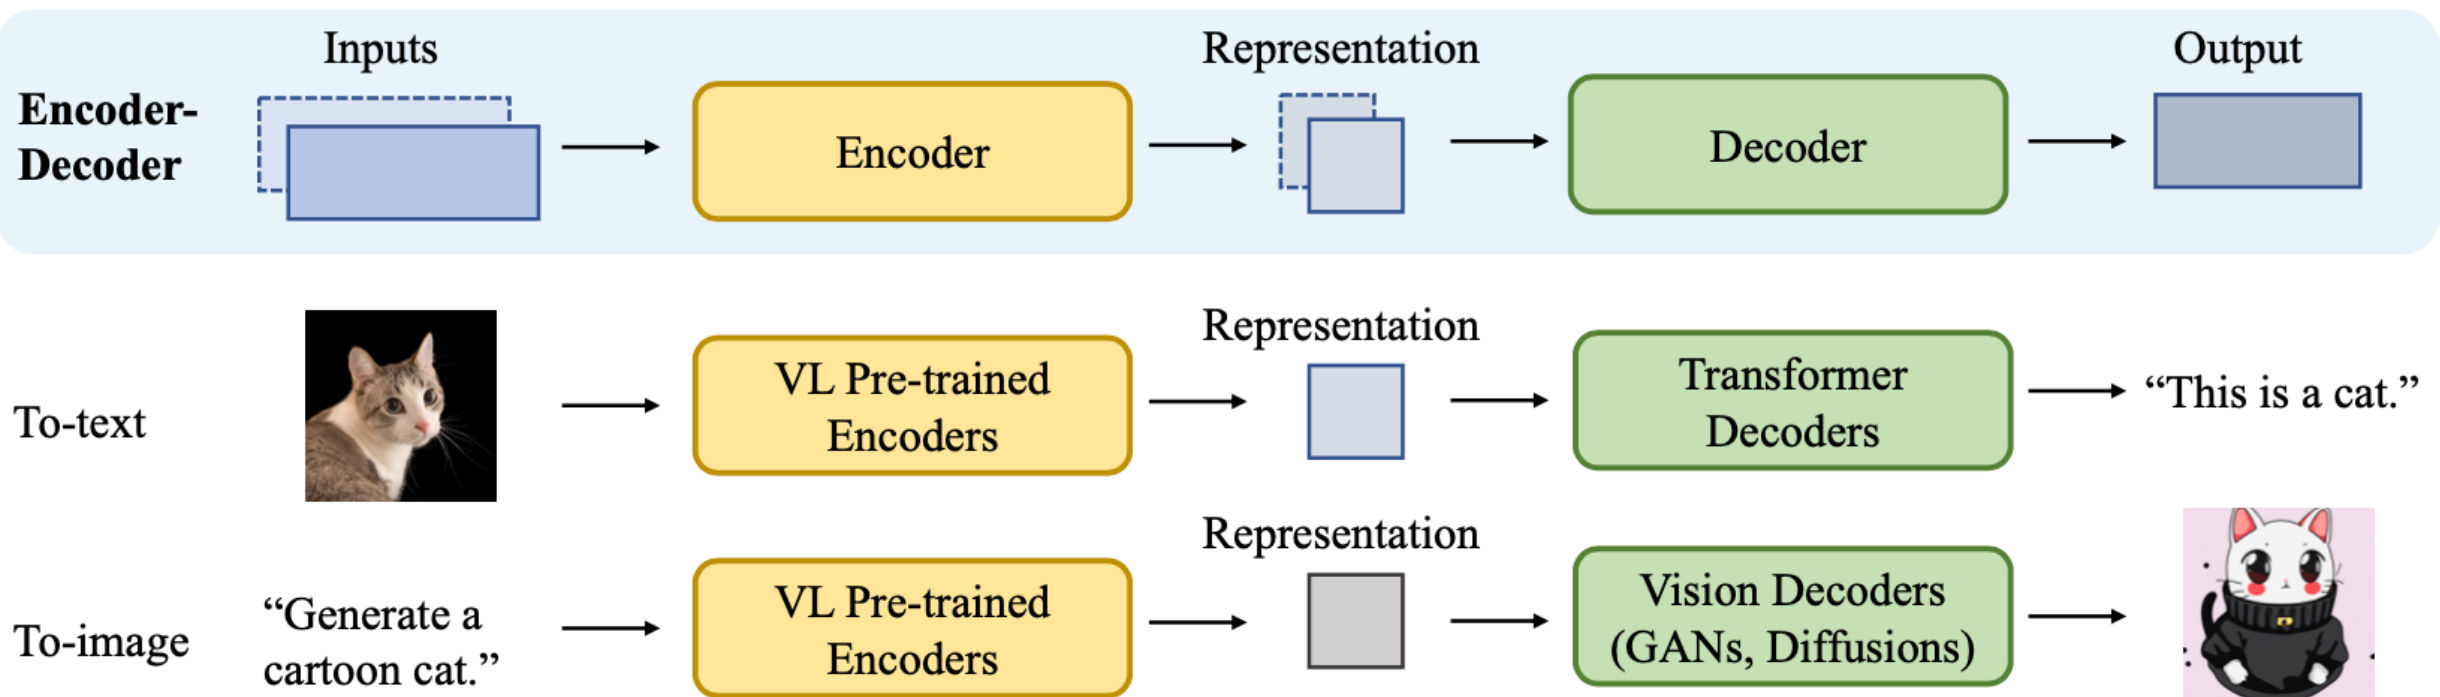 Inputs
Representation
Output
Encoder-
Decoder
Encoder
Decoder
To-text
VL Pre-trained
Encoders
Representation
Transformer
Decoders
“This is a cat.”
To-image
“Generate a
cartoon cat.”
VL Pre-trained
Encoders
Representation
Vision Decoders
(GANs, Diffusions)